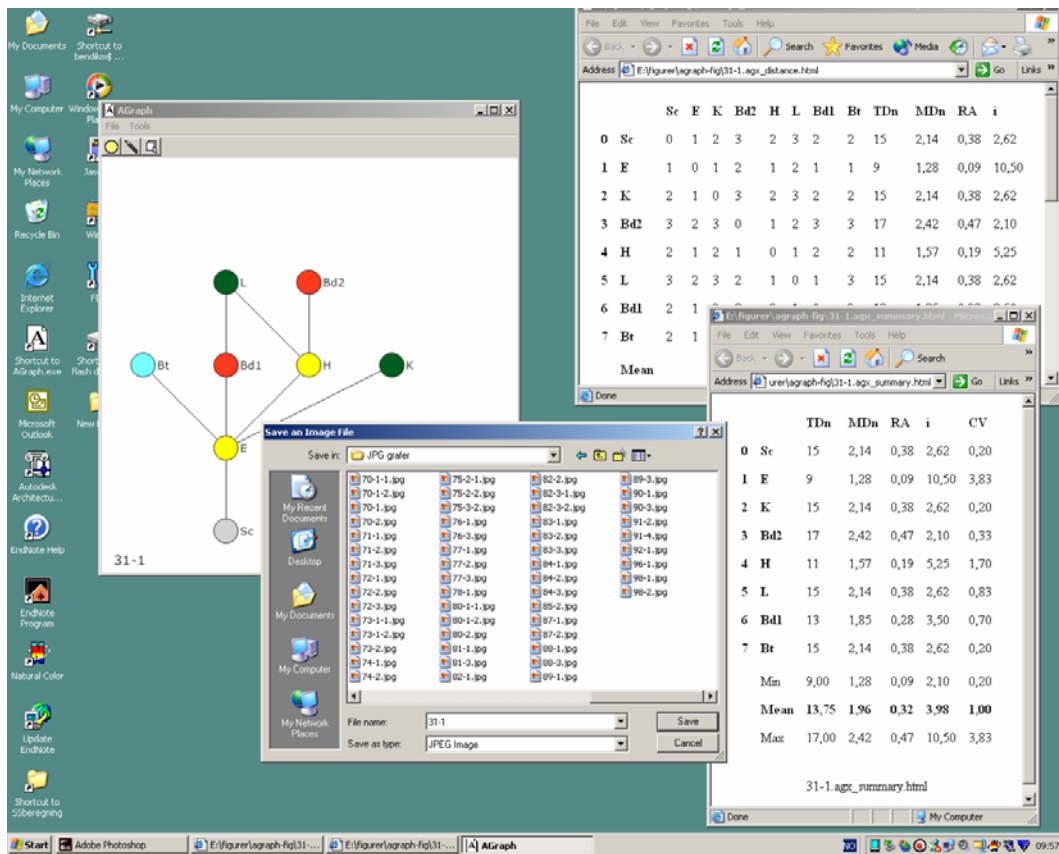 My Documents
Shortcut to
bendikm$ ...
My Computer
Window
Pla
My Network
Places
Jas
Recycle Bin
Wi
Internet
Explorer
Shortcut to
AGraph.exe
Short
flash d
Microsoft
Outlook
New
Autodesk
Architectu...
EndNote Help
EndNote
Program
Natural Color
Update
EndNote
Shortcut to
SSberegning
AGraph
File Tools
L
Bd2
Bt
Bd1
H
K
E
Sc
31-1
File Edit View Favorites Tools Help
Back Search Favorites Media »
Address E:\figurer\agraph-fig\31-1.agx_distance.html Go Links »
Sc E K Bd2 H L Bd1 Bt TDn MDn RA i
0 Sc 0 1 2 3 2 3 2 2 15 2,14 0,38 2,62
1 E 1 0 1 2 1 2 1 1 9 1,28 0,09 10,50
2 K 2 1 0 3 2 3 2 2 15 2,14 0,38 2,62
3 Bd2 3 2 3 0 1 2 3 3 17 2,42 0,47 2,10
4 H 2 1 2 1 0 1 2 2 11 1,57 0,19 5,25
5 L 3 2 3 2 1 0 1 3 15 2,14 0,38 2,62
6 Bd1 2 1
7 Bt 2 1
Mean
Done
E:\figurer\agraph-fig\31-1.agx_summary.html - Micros...
File Edit View Favorites Tools Help
Back Search »
Address urer\agraph-fig\31-1.agx_summary.html Go Links »
TDn MDn RA i CV
0 Sc 15 2,14 0,38 2,62 0,20
1 E 9 1,28 0,09 10,50 3,83
2 K 15 2,14 0,38 2,62 0,20
3 Bd2 17 2,42 0,47 2,10 0,33
4 H 11 1,57 0,19 5,25 1,70
5 L 15 2,14 0,38 2,62 0,83
6 Bd1 13 1,85 0,28 3,50 0,70
7 Bt 15 2,14 0,38 2,62 0,20
Min 9,00 1,28 0,09 2,10 0,20
Mean 13,75 1,96 0,32 3,98 1,00
Max 17,00 2,42 0,47 10,50 3,83
31-1.agx_summary.html
Done My Computer
Save an Image File
Save in: JPG grafer
My Recent
Documents
Desktop
My Documents
My Computer
My Network
Places
70-1-1.jpg 75-2-1.jpg 82-2.jpg 89-3.jpg
70-1-2.jpg 75-2-2.jpg 82-3-1.jpg 90-1.jpg
70-1.jpg 75-3-2.jpg 82-3-2.jpg 90-3.jpg
70-2.jpg 76-1.jpg 83-1.jpg 91-2.jpg
71-1.jpg 76-3.jpg 83-2.jpg 91-4.jpg
71-2.jpg 77-1.jpg 83-3.jpg 92-1.jpg
71-3.jpg 77-2.jpg 84-1.jpg 96-1.jpg
72-1.jpg 77-3.jpg 84-2.jpg 98-1.jpg
72-2.jpg 78-1.jpg 84-3.jpg 98-2.jpg
72-3.jpg 80-1-1.jpg 85-2.jpg
73-1-1.jpg 80-1-2.jpg 87-1.jpg
73-1-2.jpg 80-2.jpg 87-2.jpg
73-2.jpg 81-1.jpg 88-1.jpg
74-1.jpg 81-3.jpg 88-3.jpg
74-2.jpg 82-1.jpg 89-1.jpg
File name: 31-1 Save
Save as type: JPEG Image Cancel
Start Adobe Photoshop E:\figurer\agraph-fig\31-... E:\figurer\agraph-fig\31-... AGraph NO 09:57